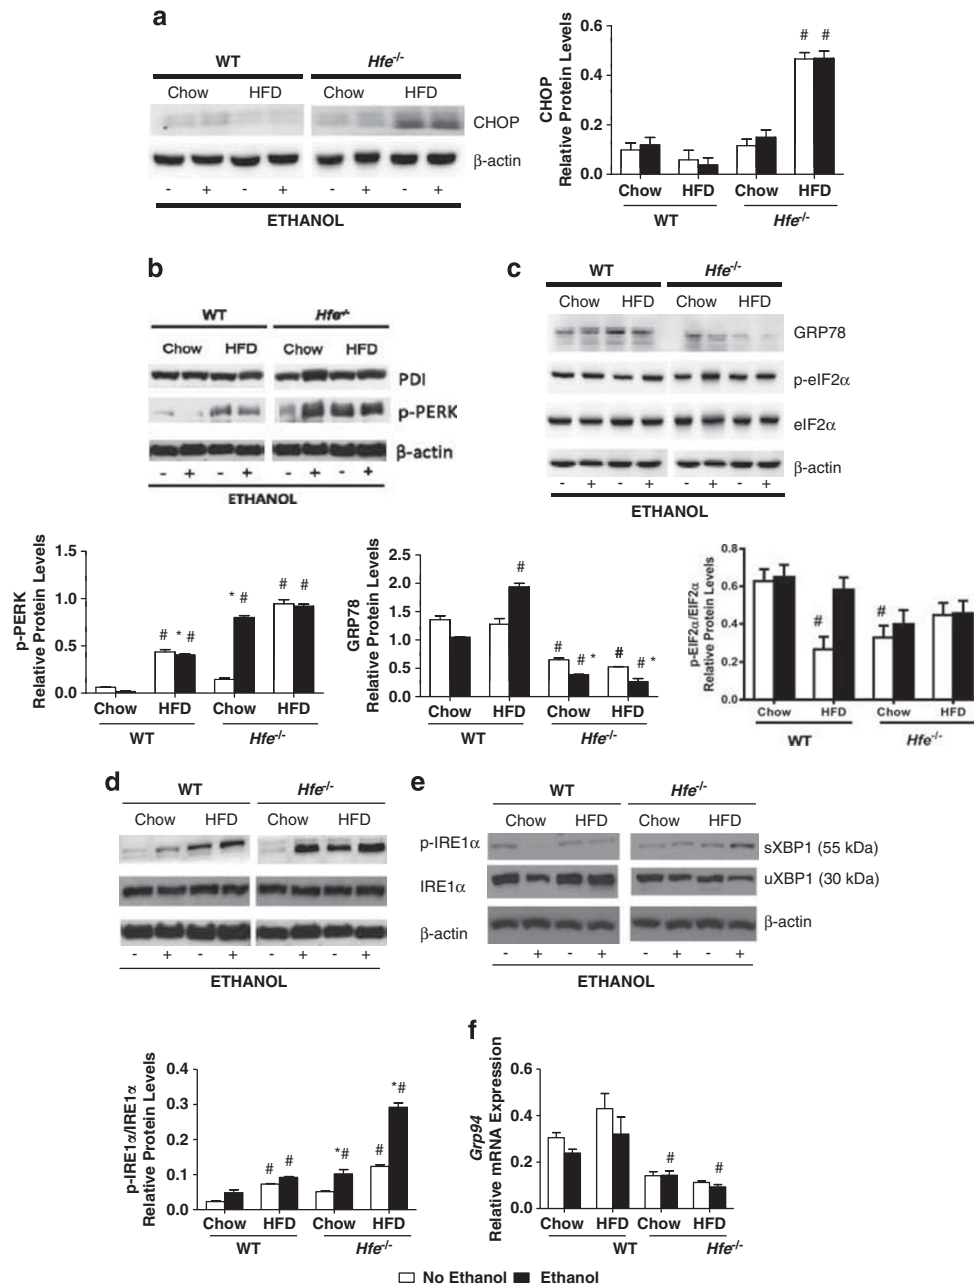 a
WT Hfe-/-
Chow HFD Chow HFD
CHOP
β-actin
- + - + - + - +
ETHANOL
CHOP
Relative Protein Levels
0.6
0.4
0.2
0.0
# #
Chow HFD Chow HFD
WT Hfe-/-
b
WT Hfe-/-
Chow HFD Chow HFD
PDI
p-PERK
β-actin
- + - + - + - +
ETHANOL
c
WT Hfe-/-
Chow HFD Chow HFD
GRP78
p-eIF2α
eIF2α
β-actin
- + - + - + - +
ETHANOL
p-PERK
Relative Protein Levels
1.5
1.0
0.5
0.0
# * # * # # #
Chow HFD Chow HFD
WT Hfe-/-
GRP78
Relative Protein Levels
2.5
2.0
1.5
1.0
0.5
0.0
# # # * # # *
Chow HFD Chow HFD
WT Hfe-/-
p-EIF2α/EIF2α
Relative Protein Levels
0.8
0.6
0.4
0.2
0.0
# #
Chow HFD Chow HFD
WT Hfe-/-
d
WT Hfe-/-
Chow HFD Chow HFD
p-IRE1α
IRE1α
β-actin
- + - + - + - +
ETHANOL
e
WT Hfe-/-
Chow HFD Chow HFD
sXBP1 (55 kDa)
uXBP1 (30 kDa)
β-actin
- + - + - + - +
ETHANOL
p-IRE1α/IRE1α
Relative Protein Levels
0.4
0.3
0.2
0.1
0.0
# # *# # *#
Chow HFD Chow HFD
WT Hfe-/-
f
Grp94
Relative mRNA Expression
0.6
0.4
0.2
0.0
# #
Chow HFD Chow HFD
WT Hfe-/-
No Ethanol Ethanol